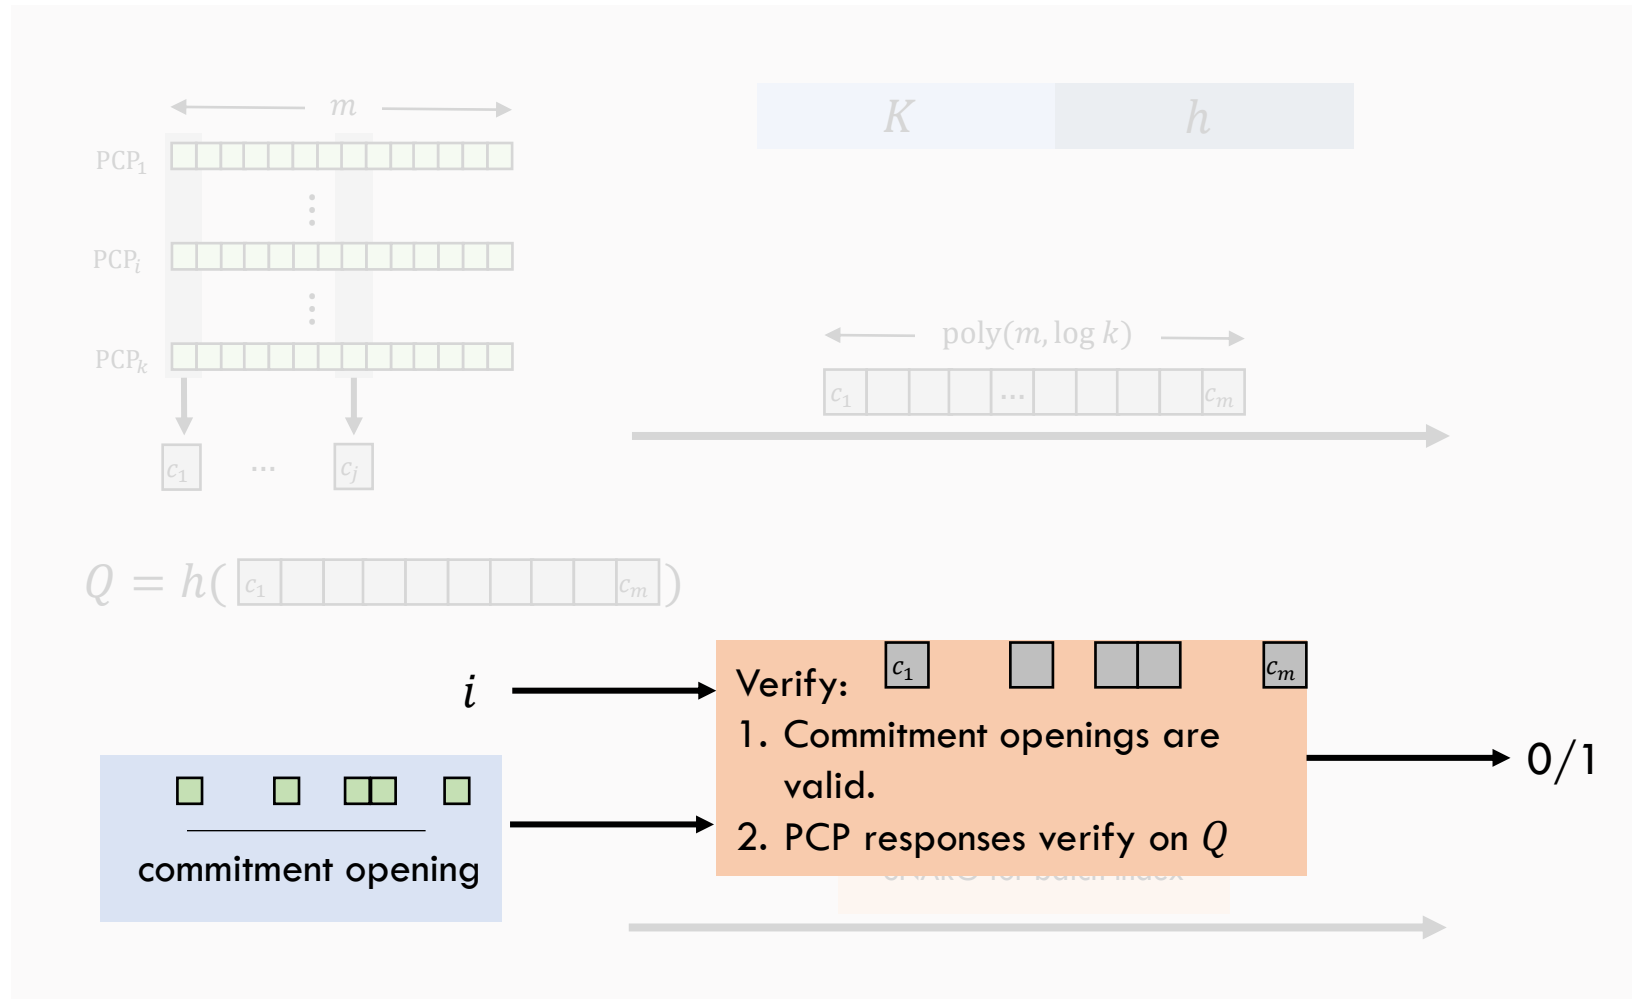 m
K h
PCP₁
⋮
PCPᵢ
⋮
PCPₖ
poly(m, log k)
c₁ ... cₘ
c₁ ... cⱼ
Q = h( c₁ cₘ )
i
Verify: c₁ cₘ
1. Commitment openings are
valid.
2. PCP responses verify on Q
0/1
commitment opening